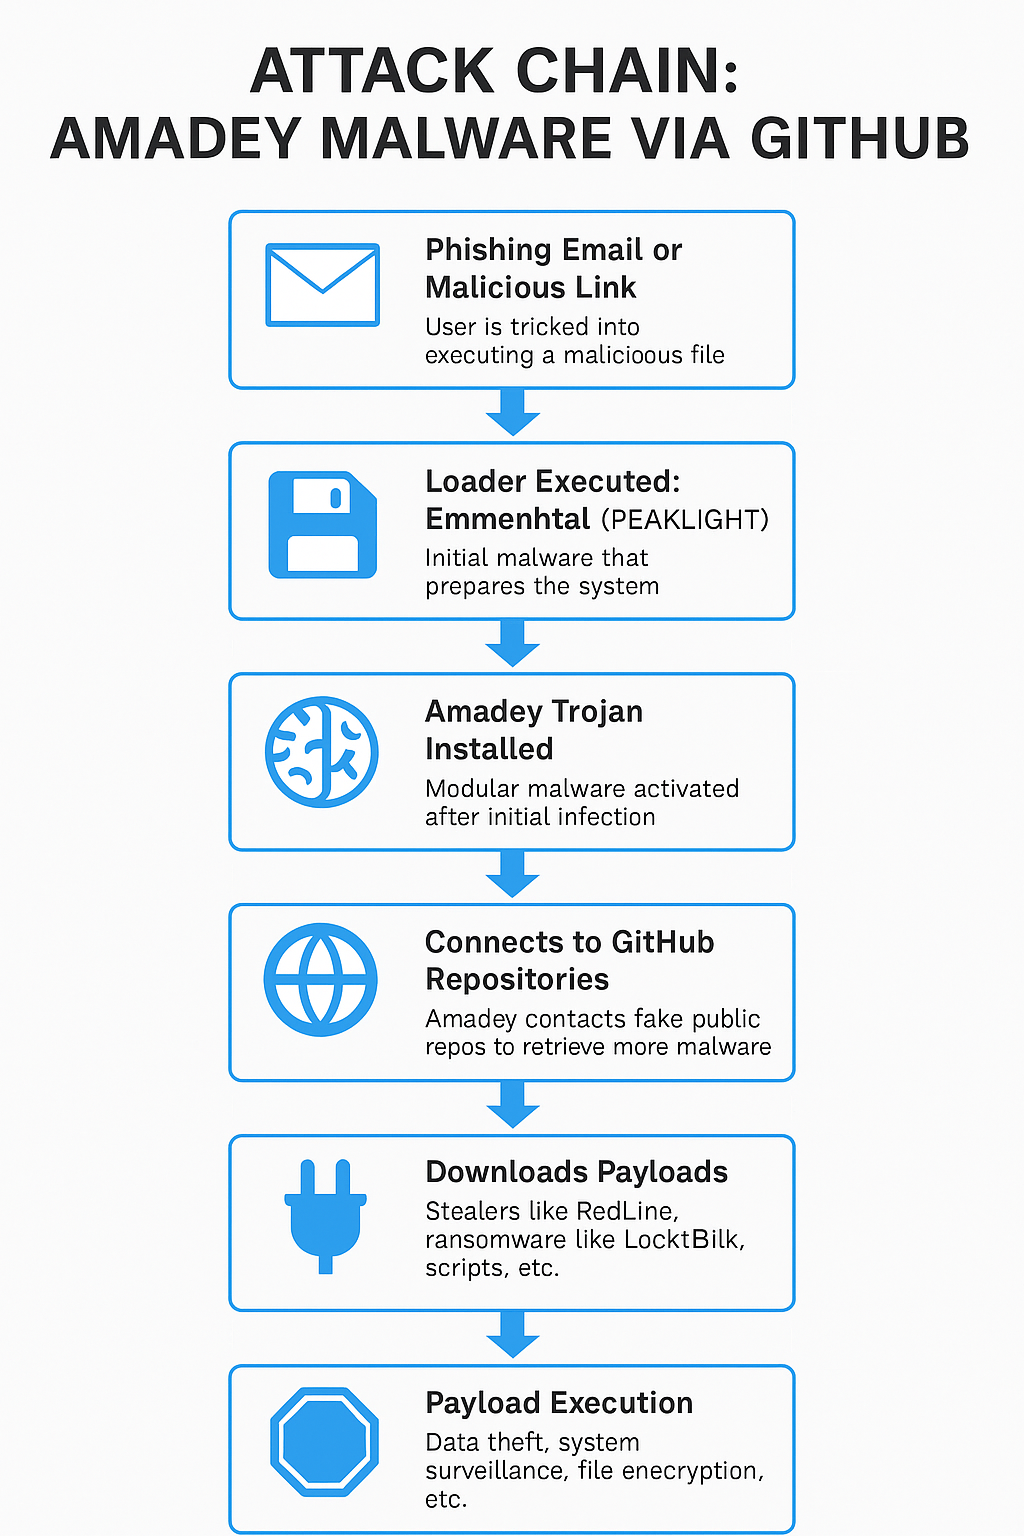 ATTACK CHAIN:
AMADEY MALWARE VIA GITHUB
Phishing Email or
Malicious Link
User is tricked into
executing a malicioous file
Loader Executed:
Emmenhtal (PEAKLIGHT)
Initial malware that
prepares the system
Amadey Trojan
Installed
Modular malware activated
after initial infection
Connects to GitHub
Repositories
Amadey contacts fake public
repos to retrieve more malware
Downloads Payloads
Stealers like RedLine,
ransomware like LocktBilk,
scripts, etc.
Payload Execution
Data theft, system
surveillance, file enecryption,
etc.